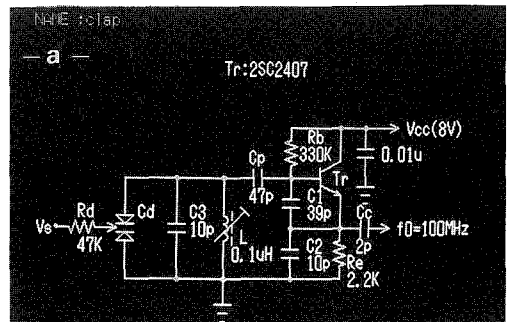 NAME :clap
a
Tr:2SC2407
Vcc(8V)
Rb
330K
0.01u
Cp
47p
Tr
C1
39p
Cc
2p
f0=100MHz
Rd
47K
Vs
Cd
C3
10p
L
0.1uH
C2
10p
Re
2.2K